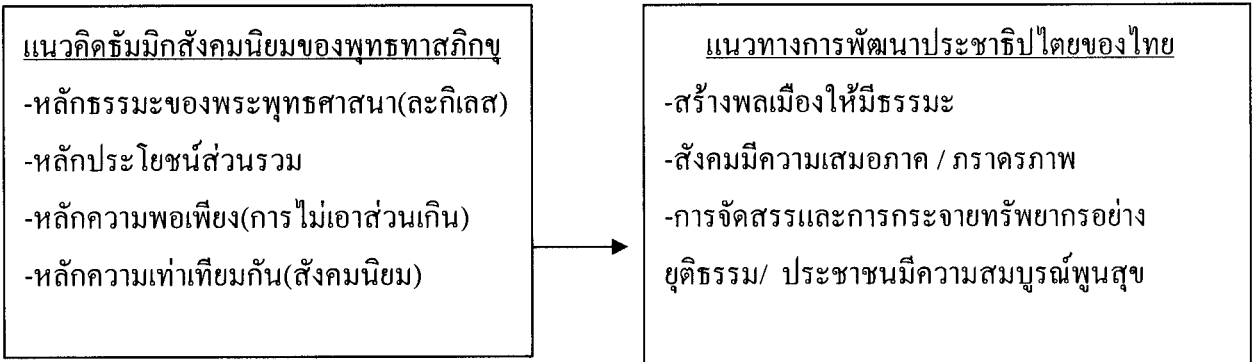 แนวคิดธัมมิกสังคมนิยมของพุทธทาสภิกขุ
-หลักธรรมะของพระพุทธศาสนา(ละกิเลส)
-หลักประโยชน์ส่วนรวม
-หลักความพอเพียง(การไม่เอาส่วนเกิน)
-หลักความเท่าเทียมกัน(สังคมนิยม)
แนวทางการพัฒนาประชาธิปไตยของไทย
-สร้างพลเมืองให้มีธรรมะ
-สังคมมีความเสมอภาค / ภราดรภาพ
-การจัดสรรและการกระจายทรัพยากรอย่าง
ยุติธรรม/ ประชาชนมีความสมบูรณ์พูนสุข